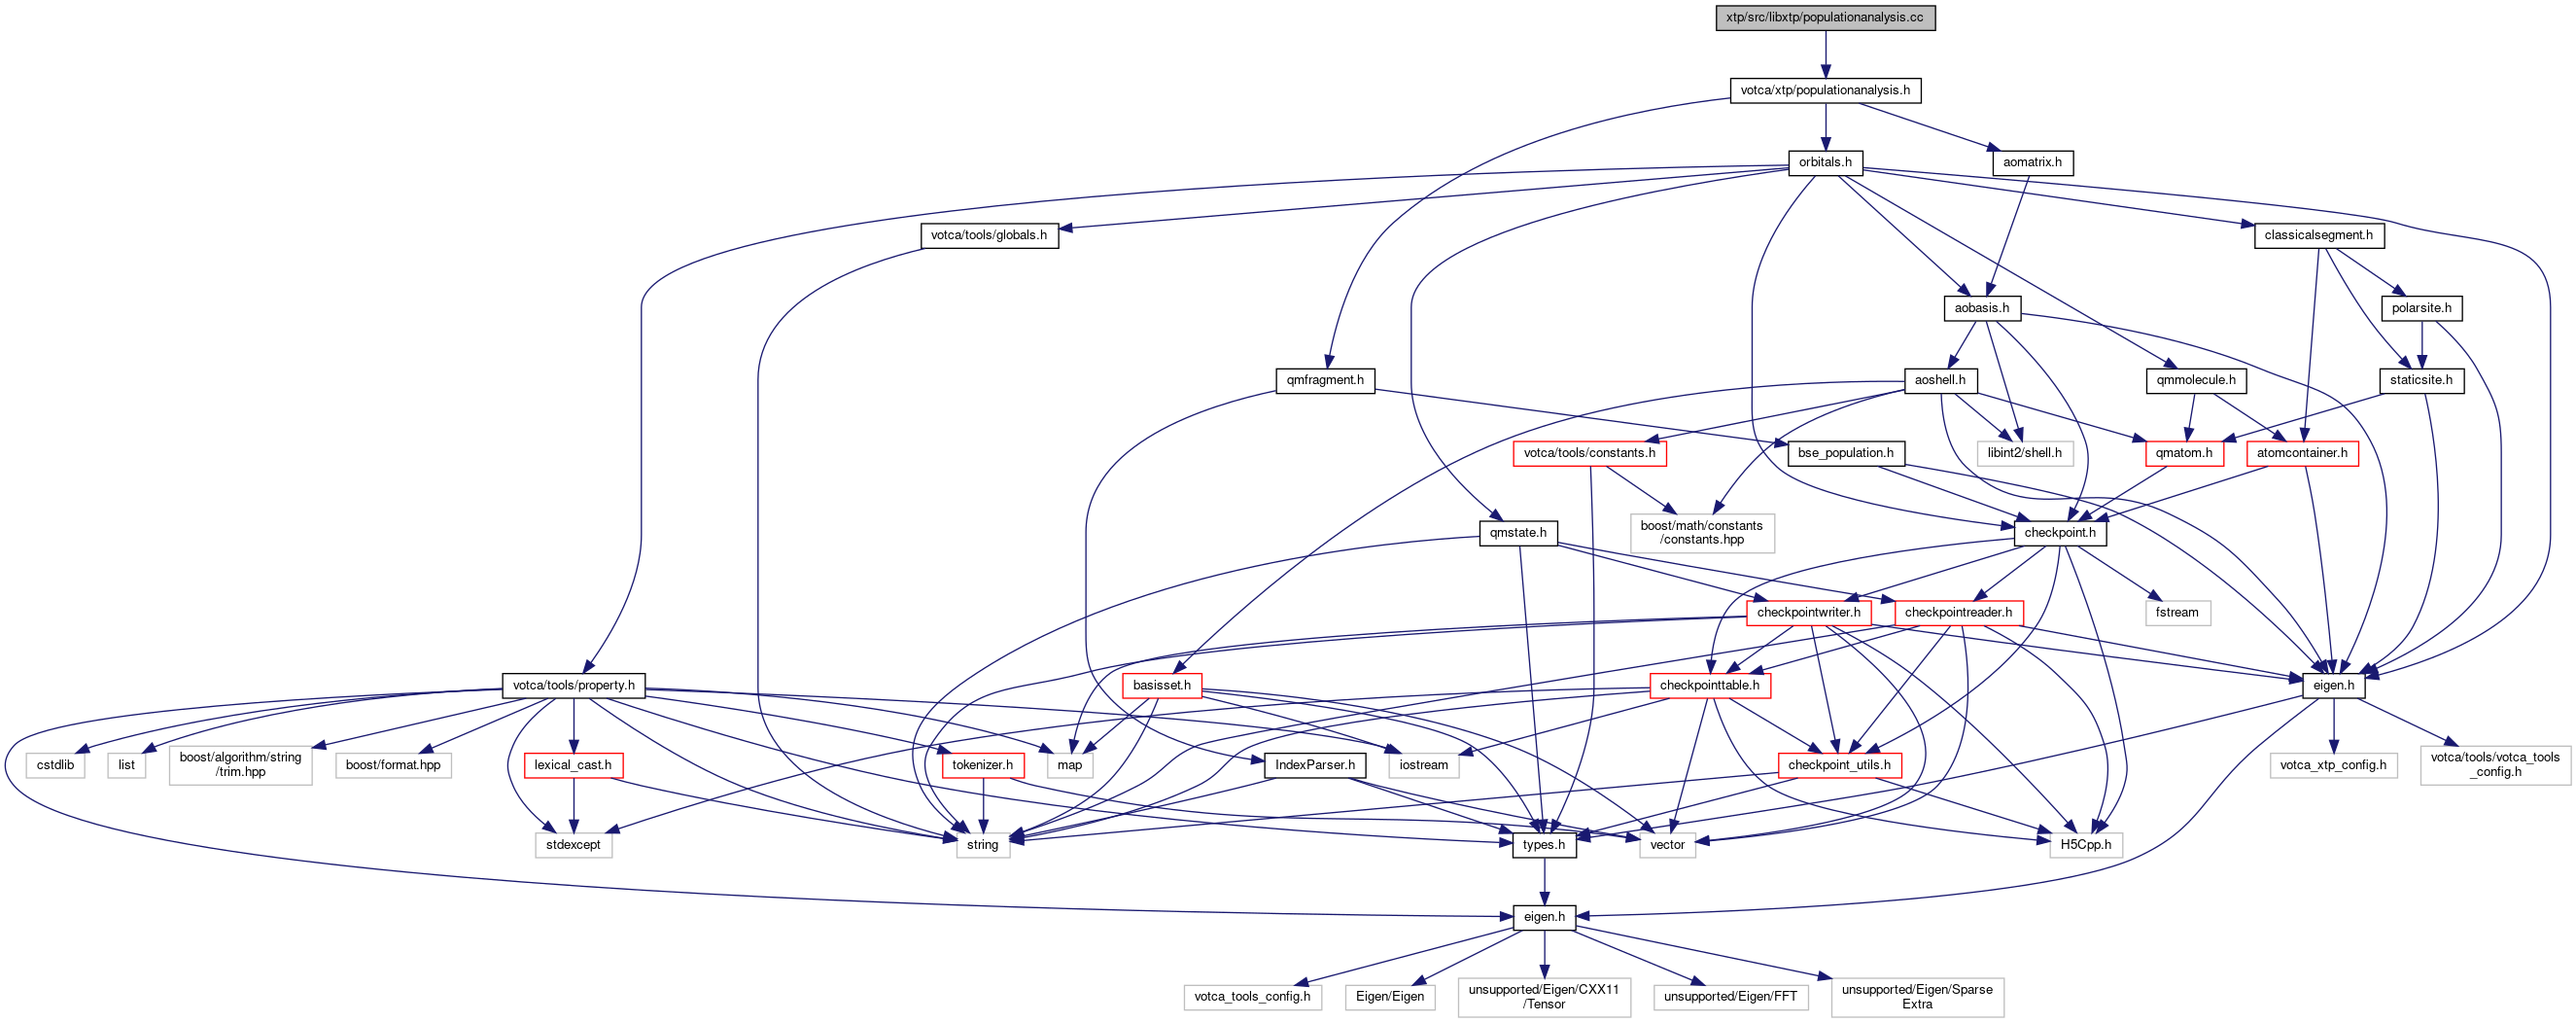 xtp/src/libxtp/populationanalysis.cc
votca/xtp/populationanalysis.h
orbitals.h
aomatrix.h
votca/tools/globals.h
classicalsegment.h
aobasis.h
polarsite.h
qmfragment.h
aoshell.h
qmmolecule.h
staticsite.h
votca/tools/constants.h
bse_population.h
libint2/shell.h
qmatom.h
atomcontainer.h
qmstate.h
boost/math/constants
/constants.hpp
checkpoint.h
checkpointwriter.h
checkpointreader.h
fstream
votca/tools/property.h
basisset.h
checkpointtable.h
eigen.h
cstdlib
list
boost/algorithm/string
/trim.hpp
boost/format.hpp
lexical_cast.h
tokenizer.h
map
iostream
IndexParser.h
checkpoint_utils.h
votca_xtp_config.h
votca/tools/votca_tools
_config.h
stdexcept
string
types.h
vector
H5Cpp.h
eigen.h
votca_tools_config.h
Eigen/Eigen
unsupported/Eigen/CXX11
/Tensor
unsupported/Eigen/FFT
unsupported/Eigen/Sparse
Extra